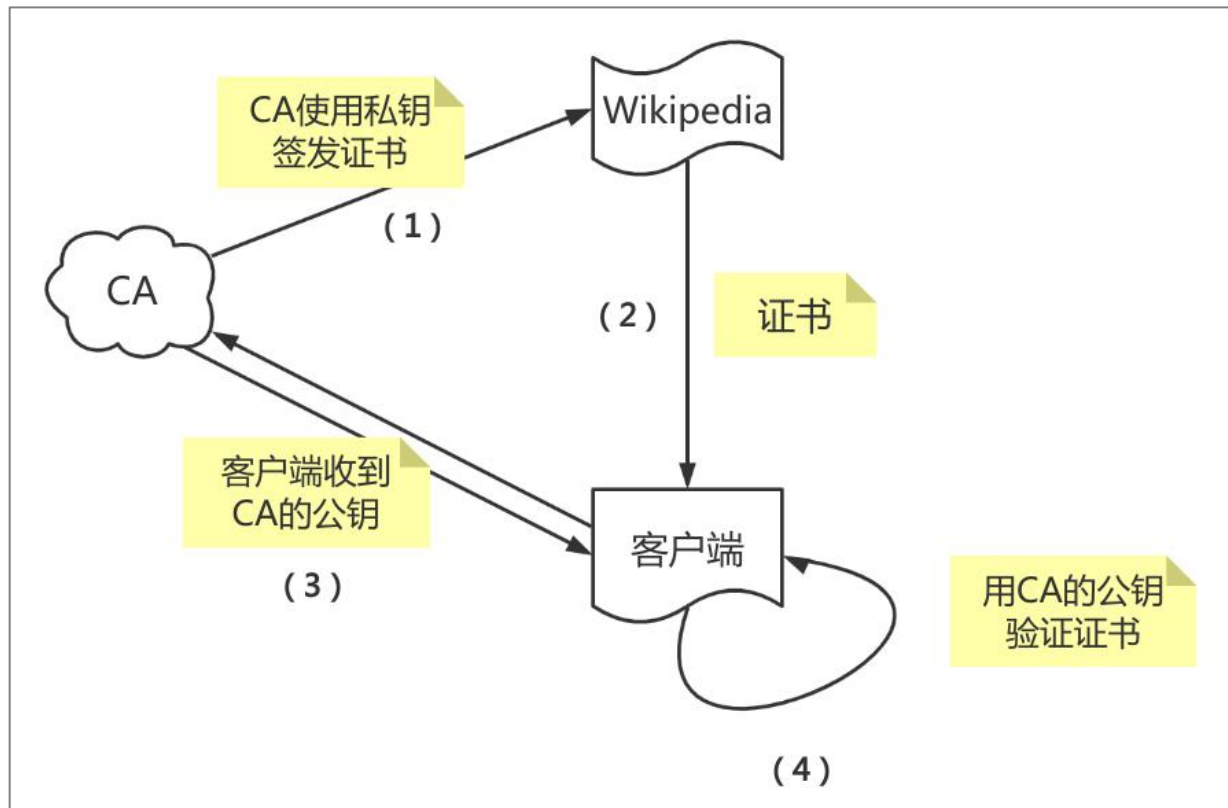 CA使用私钥
签发证书
Wikipedia
（1）
CA
（2）
证书
客户端收到
CA的公钥
（3）
客户端
用CA的公钥
验证证书
（4）